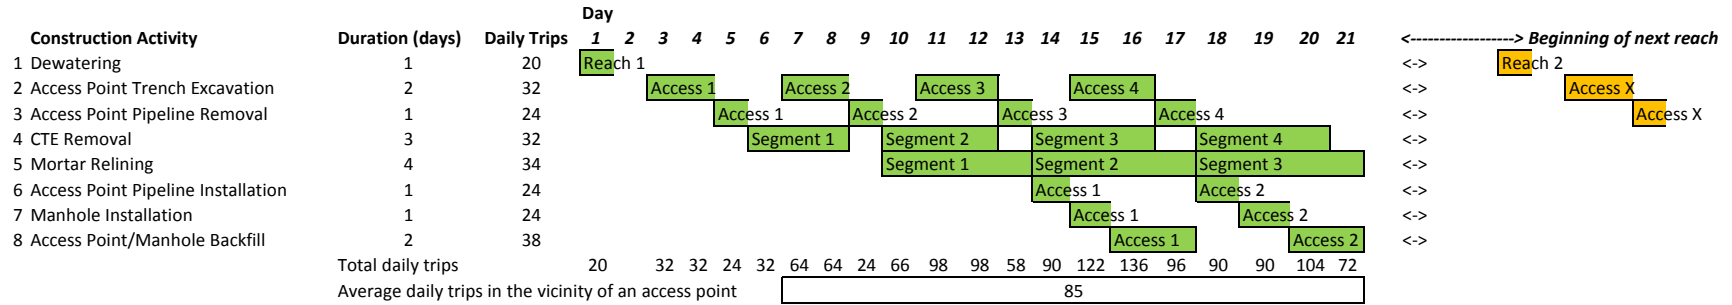 Day
Construction Activity Duration (days) Daily Trips 1 2 3 4 5 6 7 8 9 10 11 12 13 14 15 16 17 18 19 20 21 <------------------> Beginning of next reach
1 Dewatering 1 20 Reach 1 <-> Reach 2
2 Access Point Trench Excavation 2 32 Access 1 Access 2 Access 3 Access 4 <-> Access X
3 Access Point Pipeline Removal 1 24 Access 1 Access 2 Access 3 Access 4 <-> Access X
4 CTE Removal 3 32 Segment 1 Segment 2 Segment 3 Segment 4 <->
5 Mortar Relining 4 34 Segment 1 Segment 2 Segment 3 <->
6 Access Point Pipeline Installation 1 24 Access 1 Access 2 <->
7 Manhole Installation 1 24 Access 1 Access 2 <->
8 Access Point/Manhole Backfill 2 38 Access 1 Access 2 <->
Total daily trips 20 32 32 24 32 64 64 24 66 98 98 58 90 122 136 96 90 90 104 72
Average daily trips in the vicinity of an access point 85